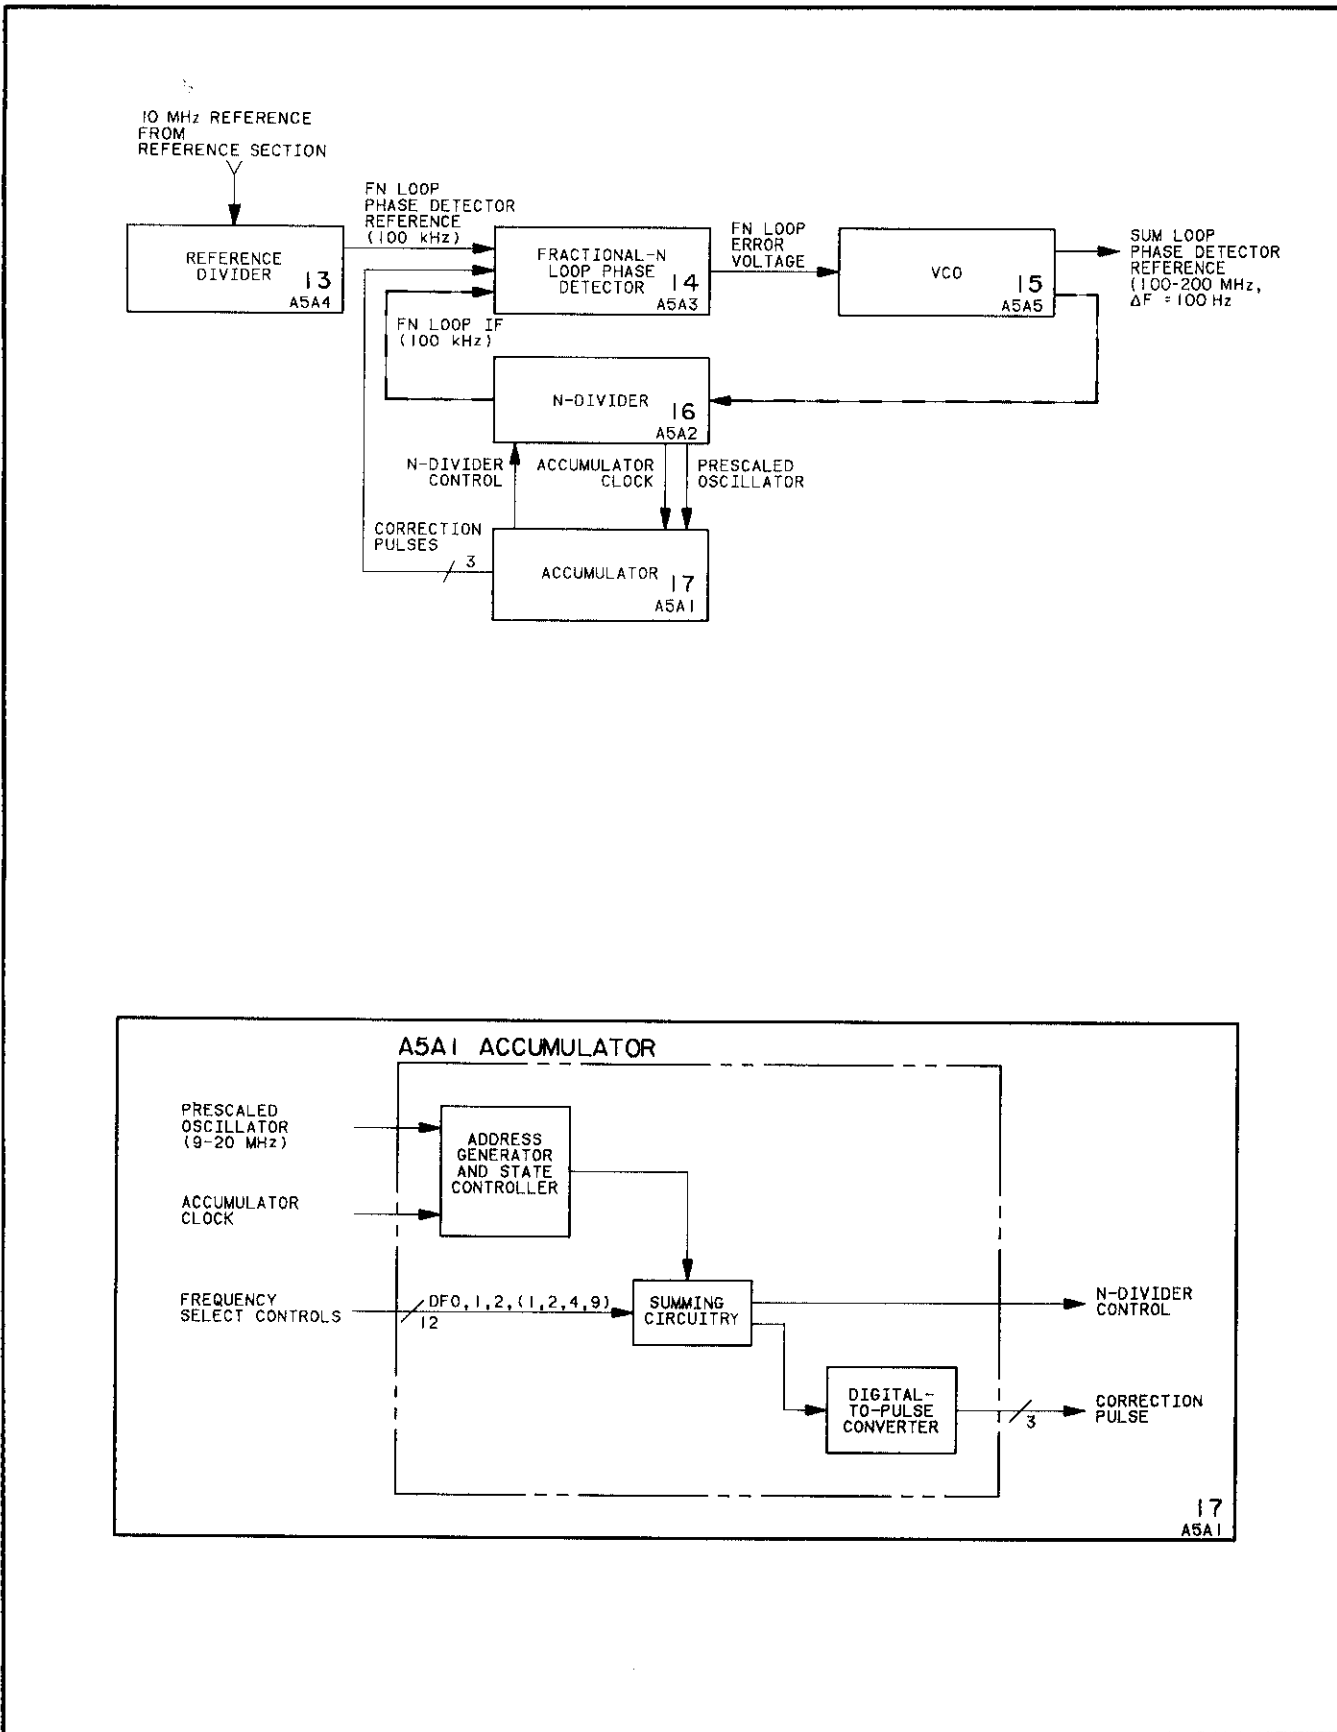 10 MHz REFERENCE
FROM
REFERENCE SECTION
FN LOOP
PHASE DETECTOR
REFERENCE
(100 kHz)
REFERENCE
DIVIDER
13
A5A4
FRACTIONAL-N
LOOP PHASE
DETECTOR
14
A5A3
FN LOOP
ERROR
VOLTAGE
VCO
15
A5A5
SUM LOOP
PHASE DETECTOR
REFERENCE
(100-200 MHz,
ΔF = 100 Hz
FN LOOP IF
(100 kHz)
N-DIVIDER
16
A5A2
N-DIVIDER
CONTROL
ACCUMULATOR
CLOCK
PRESCALED
OSCILLATOR
CORRECTION
PULSES
3
ACCUMULATOR
17
A5A1
A5A1 ACCUMULATOR
PRESCALED
OSCILLATOR
(9-20 MHz)
ADDRESS
GENERATOR
AND STATE
CONTROLLER
ACCUMULATOR
CLOCK
FREQUENCY
SELECT CONTROLS
DF0,1,2,(1,2,4,9)
12
SUMMING
CIRCUITRY
N-DIVIDER
CONTROL
DIGITAL-
TO-PULSE
CONVERTER
3
CORRECTION
PULSE
17
A5A1